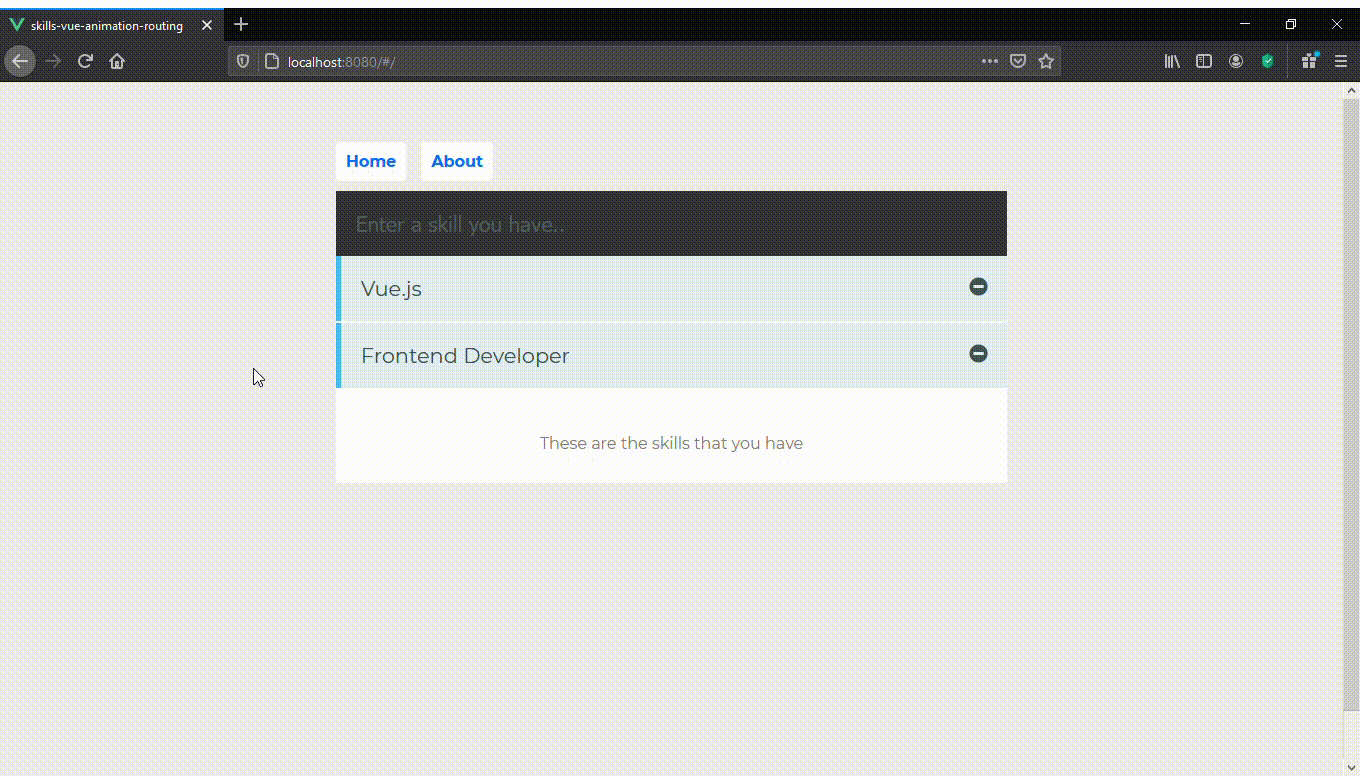 skills-vue-animation-routing
localhost:8080/#/
Home About
Enter a skill you have..
Vue.js
Frontend Developer
These are the skills that you have